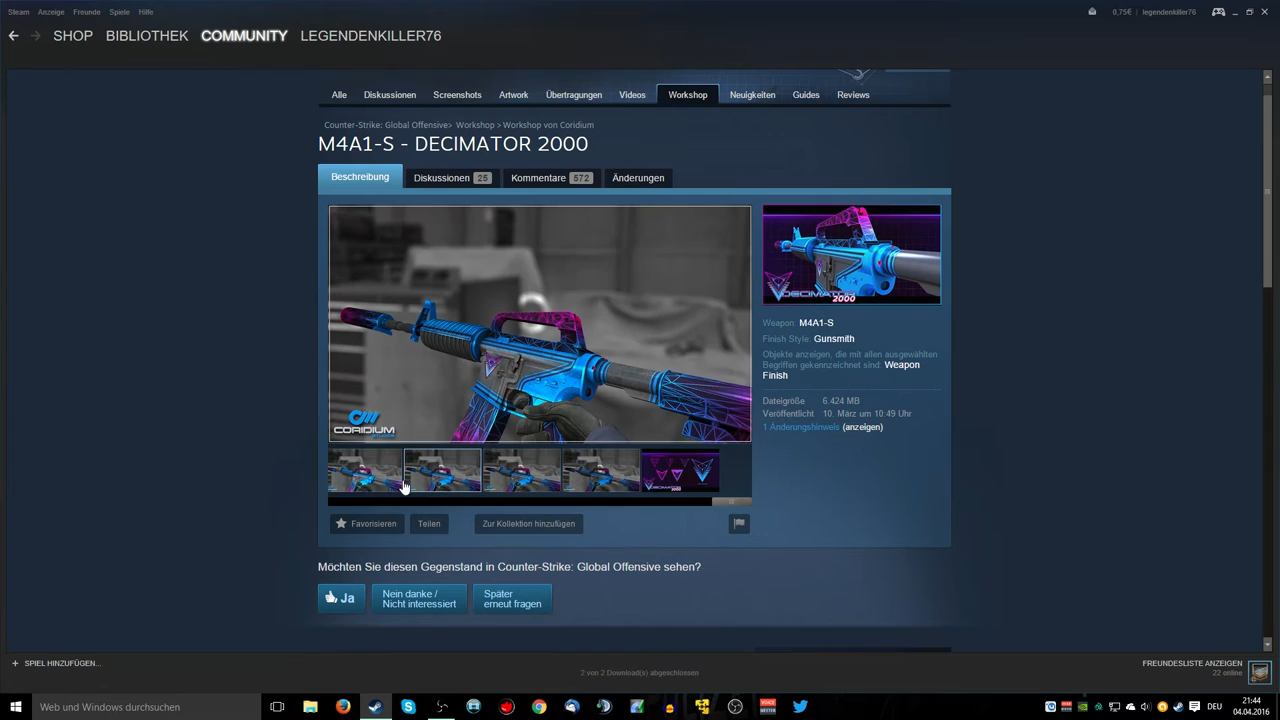 Steam Anzeige Freunde Spiele Hilfe
0,75€ legendenkiller76
SHOP BIBLIOTHEK COMMUNITY LEGENDENKILLER76
Alle Diskussionen Screenshots Artwork Übertragungen Videos Workshop Neuigkeiten Guides Reviews
Counter-Strike: Global Offensive> Workshop > Workshop von Coridium
M4A1-S - DECIMATOR 2000
Beschreibung Diskussionen 25 Kommentare 572 Änderungen
DECIMATOR
2000
CORIDIUM
Weapon: M4A1-S
Finish Style: Gunsmith
Objekte anzeigen, die mit allen ausgewählten
Begriffen gekennzeichnet sind: Weapon
Finish
Dateigröße 6.424 MB
Veröffentlicht 10. März um 10:49 Uhr
1 Änderungshinweis (anzeigen)
Favorisieren Teilen Zur Kollektion hinzufügen
Möchten Sie diesen Gegenstand in Counter-Strike: Global Offensive sehen?
Ja
Nein danke /
Nicht interessiert
Später
erneut fragen
+ SPIEL HINZUFÜGEN...
2 von 2 Download(s) abgeschlossen
FREUNDESLISTE ANZEIGEN
22 online
Web und Windows durchsuchen
DEU
21:44
04.04.2016